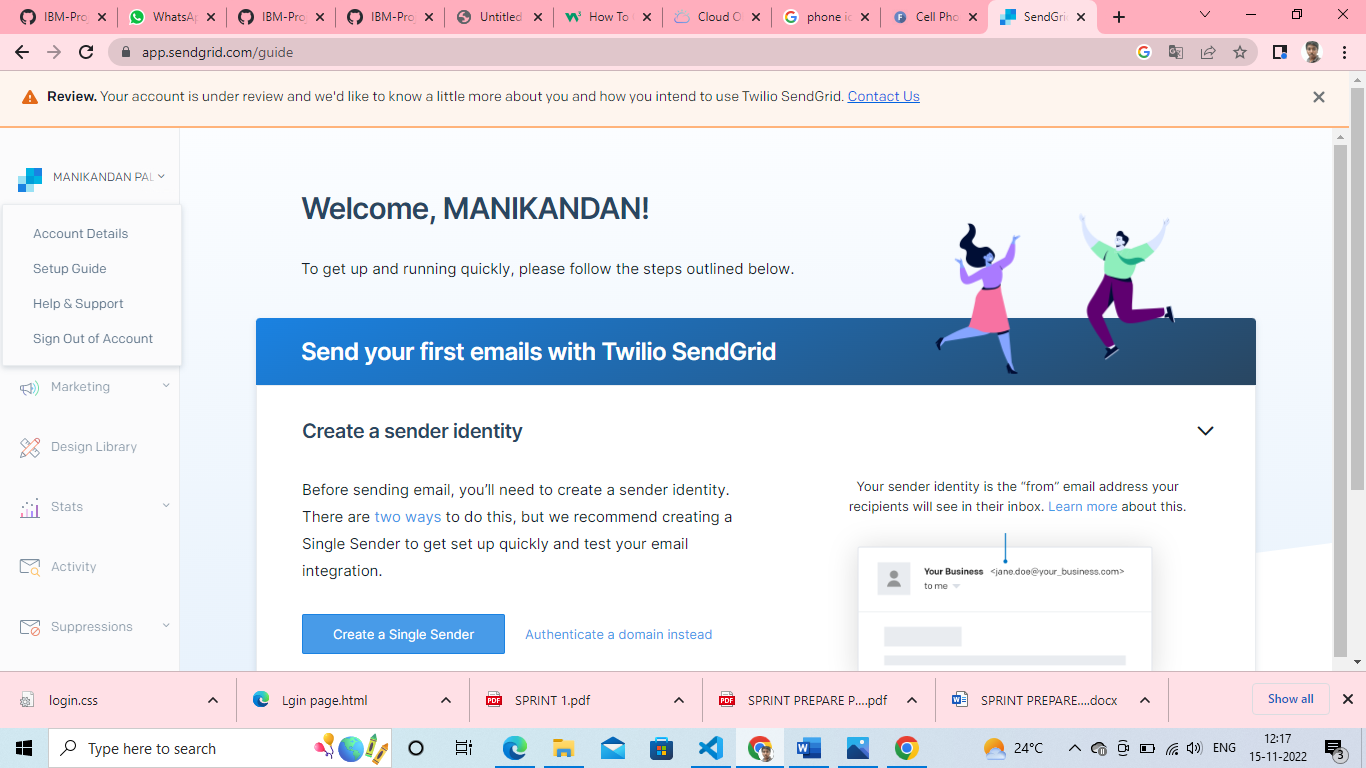 IBM-Pro
WhatsAp
IBM-Pro
IBM-Pro
Untitled
How To
Cloud O
phone ic
Cell Pho
SendGri
app.sendgrid.com/guide
Review. Your account is under review and we'd like to know a little more about you and how you intend to use Twilio SendGrid. Contact Us
MANIKANDAN PAL
Account Details
Setup Guide
Help & Support
Sign Out of Account
Marketing
Design Library
Stats
Activity
Suppressions
Welcome, MANIKANDAN!
To get up and running quickly, please follow the steps outlined below.
Send your first emails with Twilio SendGrid
Create a sender identity
Before sending email, you’ll need to create a sender identity.
There are two ways to do this, but we recommend creating a
Single Sender to get set up quickly and test your email
integration.
Create a Single Sender
Authenticate a domain instead
Your sender identity is the “from” email address your
recipients will see in their inbox. Learn more about this.
Your Business <jane.doe@your_business.com>
to me
login.css
Lgin page.html
PDF
SPRINT 1.pdf
PDF
SPRINT PREPARE P....pdf
SPRINT PREPARE....docx
Show all
Type here to search
24°C
ENG
12:17
15-11-2022
3